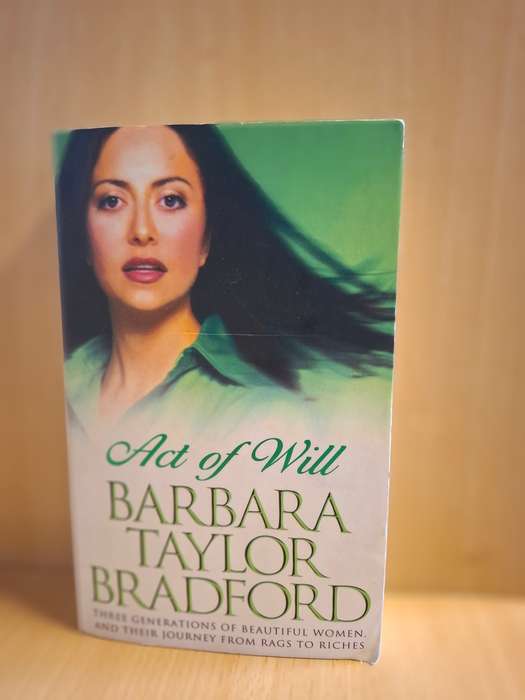 Act of Will
BARBARA
TAYLOR
BRADFORD
THREE GENERATIONS OF BEAUTIFUL WOMEN,
AND THEIR JOURNEY FROM RAGS TO RICHES